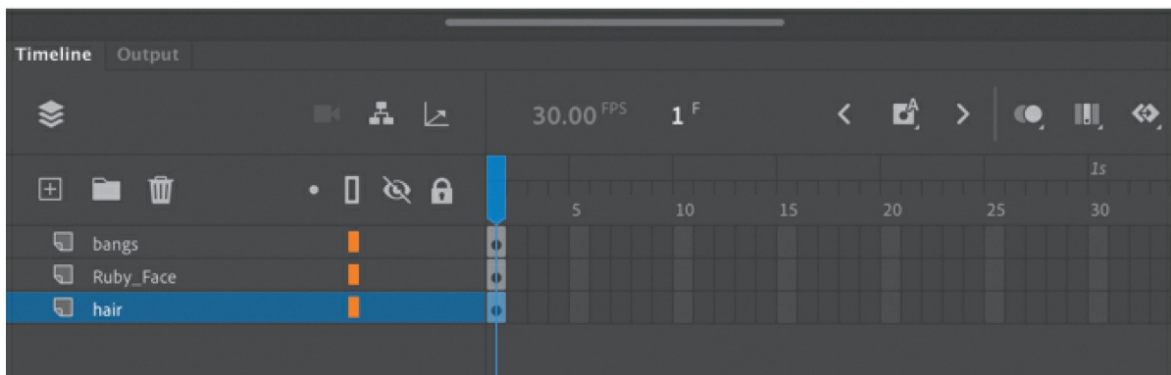 Timeline Output
30.00 FPS 1 F
A
1s
5 10 15 20 25 30
bangs
Ruby_Face
hair